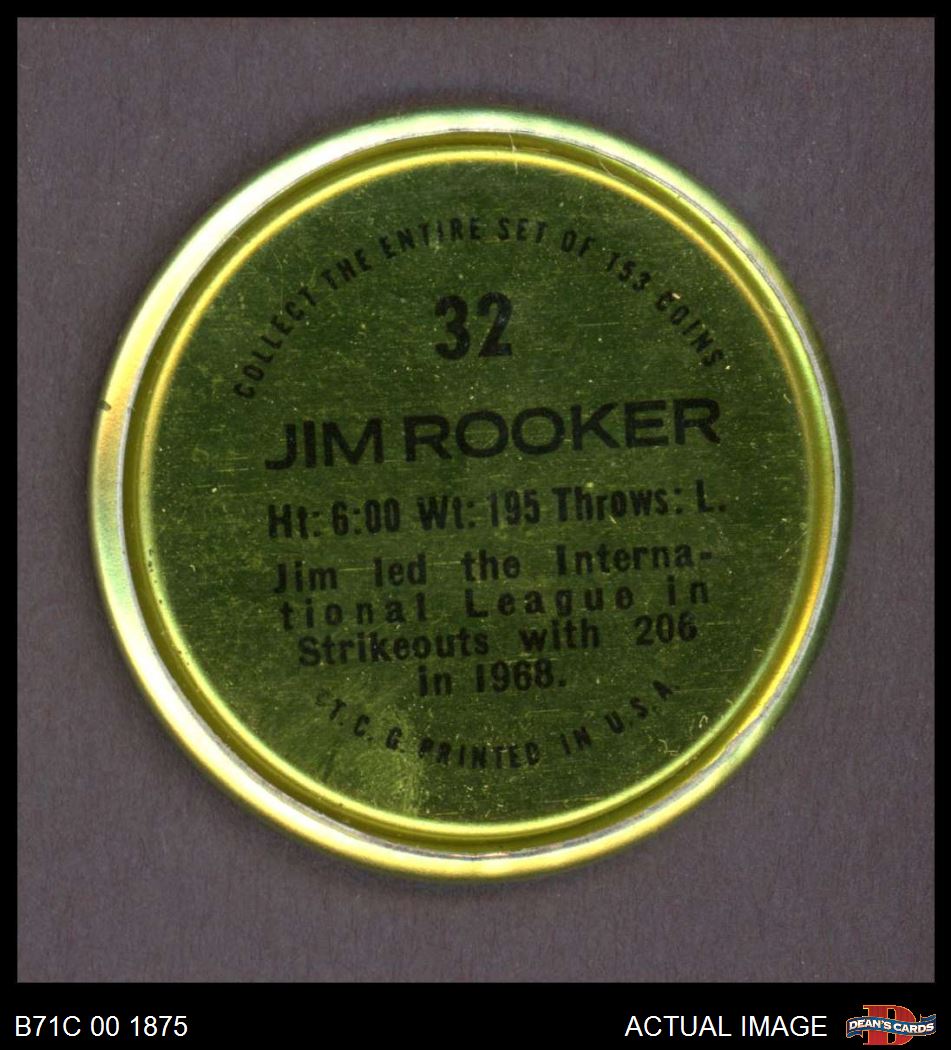 COLLECT THE ENTIRE SET OF 153 COINS
32
JIM ROOKER
Ht: 6:00 Wt: 195 Throws: L.
Jim led the Interna-
tional League in
Strikeouts with 206
in 1968.
©T.C.G. PRINTED IN U.S.A.
B71C 00 1875
ACTUAL IMAGE
D
DEAN'S CARDS